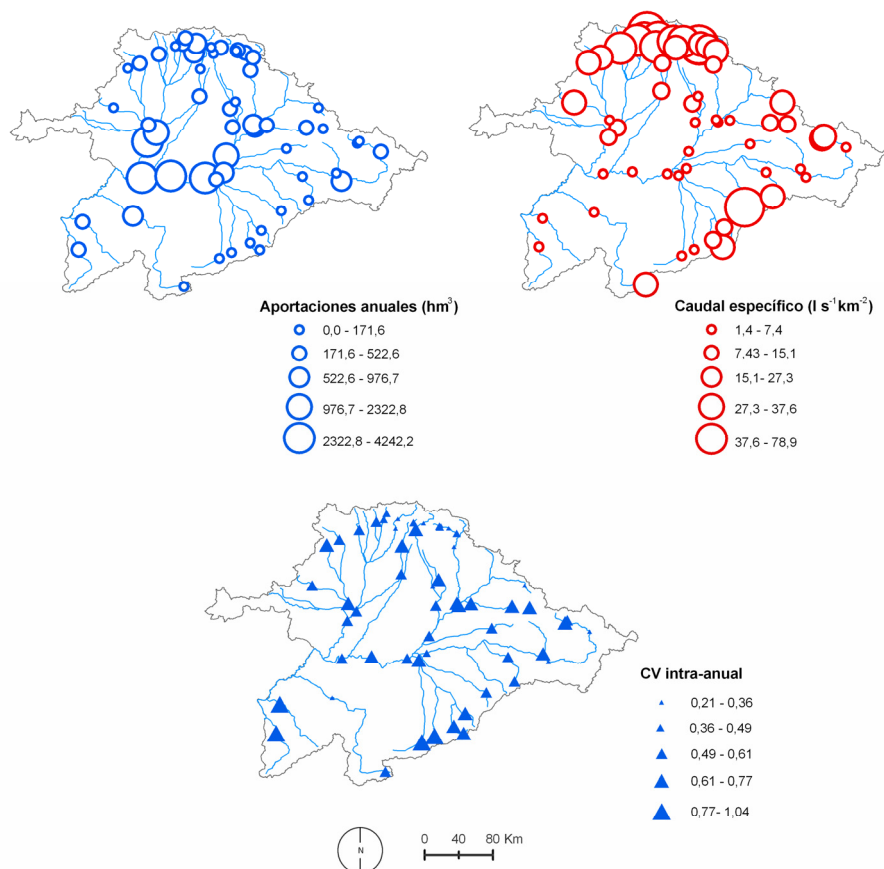 Aportaciones anuales (hm³)
0,0 - 171,6
171,6 - 522,6
522,6 - 976,7
976,7 - 2322,8
2322,8 - 4242,2
Caudal específico (l s⁻¹km⁻²)
1,4 - 7,4
7,43 - 15,1
15,1- 27,3
27,3 - 37,6
37,6 - 78,9
CV intra-anual
0,21 - 0,36
0,36 - 0,49
0,49 - 0,61
0,61 - 0,77
0,77- 1,04
N
0 40 80 Km